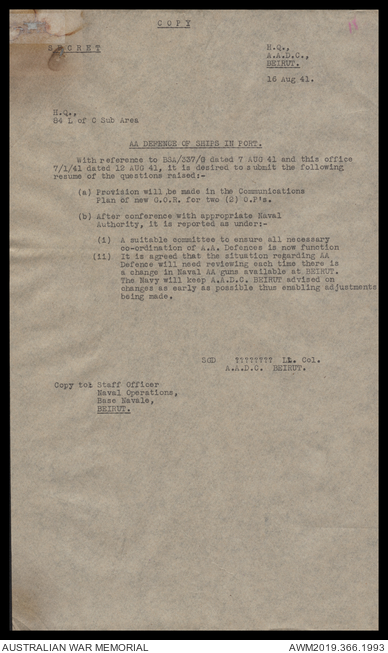 COPY
SECRET
H.Q.,
A.A.D.C.,
BEIRUT.
16 Aug 41.
H.Q.,
84 L of C Sub Area
AA DEFENCE OF SHIPS IN PORT.
With reference to BSA/337/G dated 7 AUG 41 and this office
7/1/41 dated 12 AUG 41, it is desired to submit the following
resume of the questions raised:-
(a) Provision will be made in the Communications
Plan of new G.O.R. for two (2) O.P's.
(b) After conference with appropriate Naval
Authority, it is reported as under:-
(i) A suitable committee to ensure all necessary
co-ordination of A.A. Defences is now function
(ii) It is agreed that the situation regarding AA
Defence will need reviewing each time there is
a change in Naval AA guns available at BEIRUT.
The Navy will keep A.A.D.C. BEIRUT advised on
changes as early as possible thus enabling adjustments
being made.
SGD ???????? Lt. Col.
A.A.D.C. BEIRUT.
Copy to: Staff Officer
Naval Operations,
Base Navale,
BEIRUT.
AUSTRALIAN WAR MEMORIAL
AWM2019.366.1993